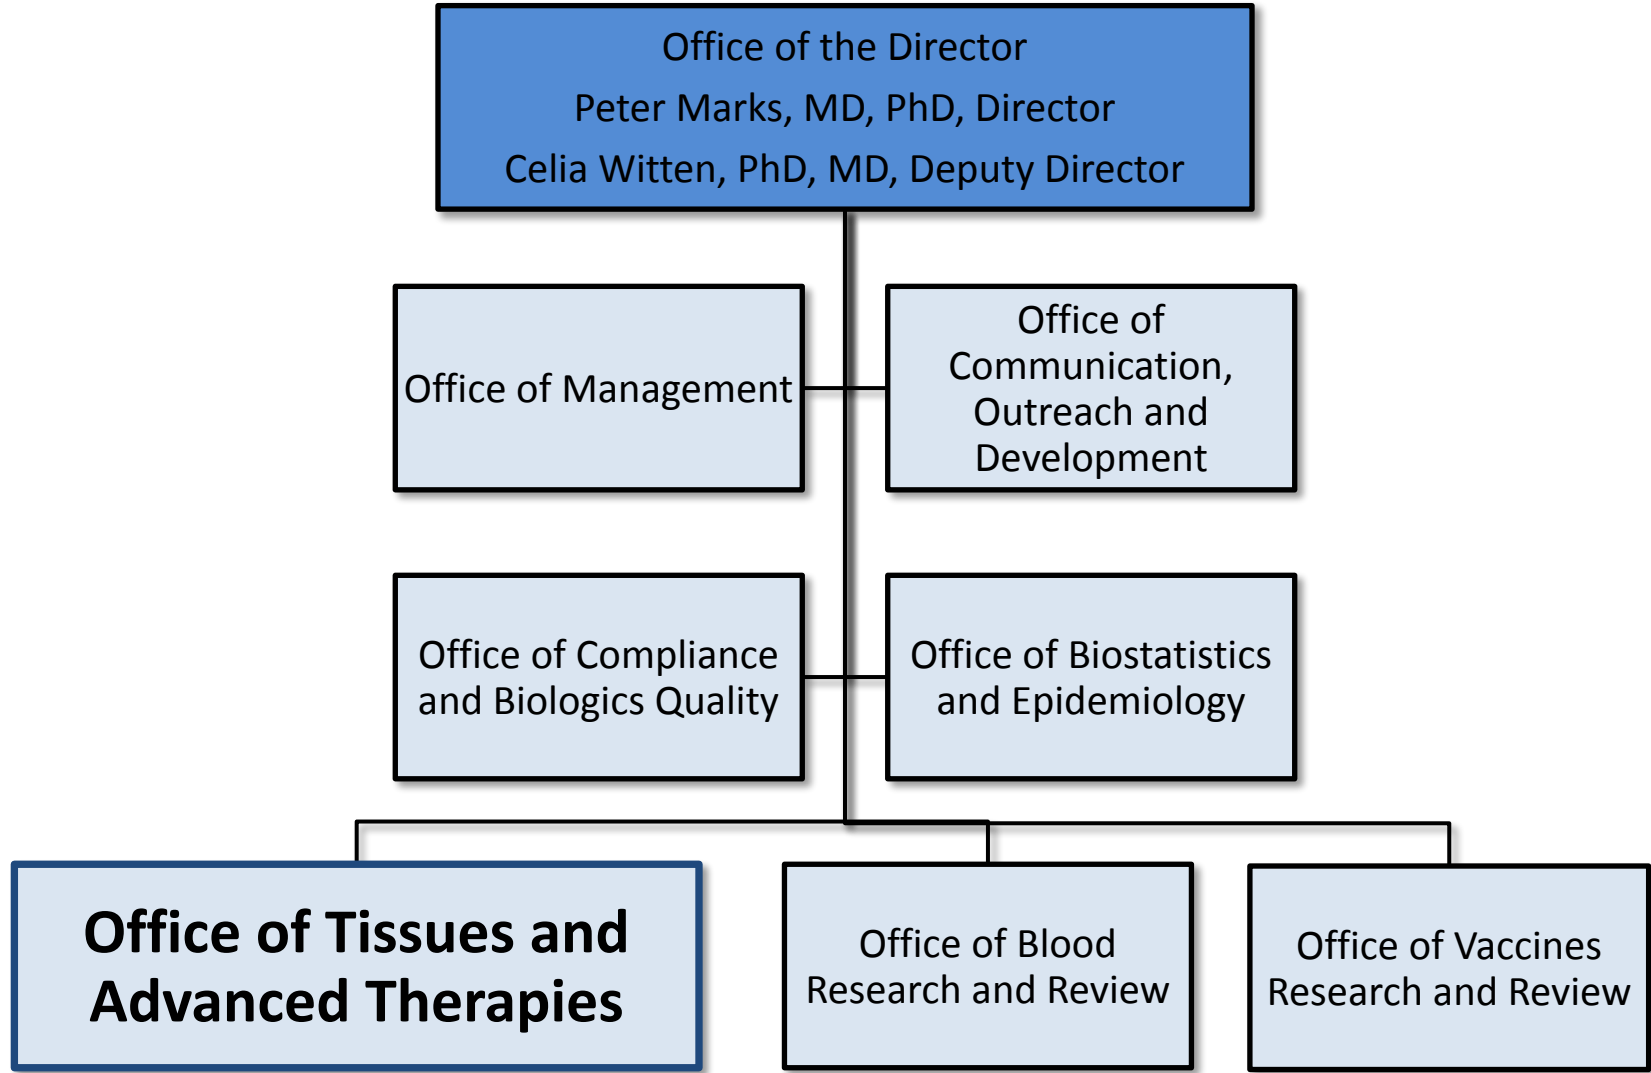 Office of the Director
Peter Marks, MD, PhD, Director
Celia Witten, PhD, MD, Deputy Director
Office of Management
Office of
Communication,
Outreach and
Development
Office of Compliance
and Biologics Quality
Office of Biostatistics
and Epidemiology
Office of Tissues and
Advanced Therapies
Office of Blood
Research and Review
Office of Vaccines
Research and Review